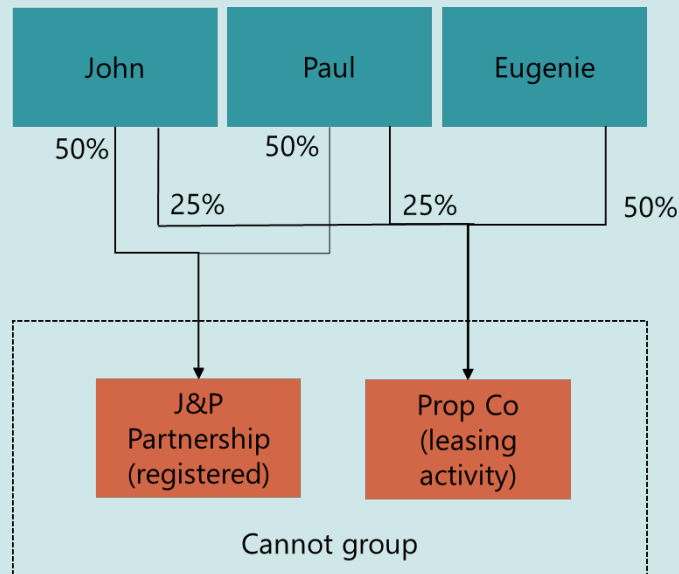 John
Paul
Eugenie
50%
50%
25%
25%
50%
J&P
Partnership
(registered)
Prop Co
(leasing
activity)
Cannot group